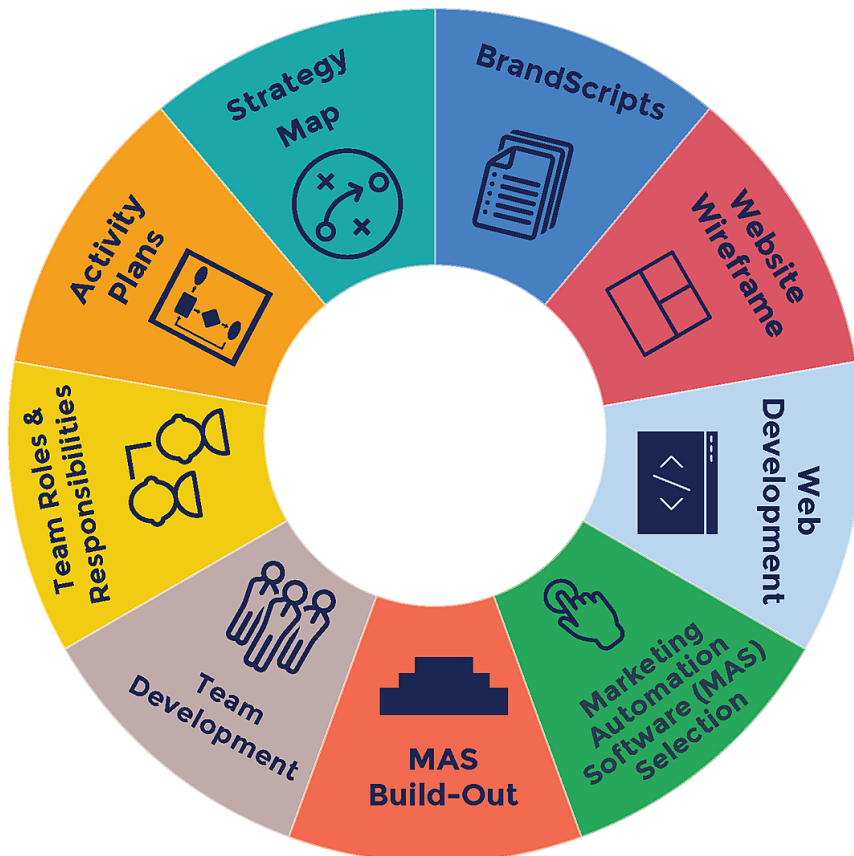 BrandScripts
Website
Wireframe
Web
Development
Marketing
Automation
Software (MAS)
Selection
MAS
Build-Out
Team
Development
Team Roles &
Responsibilities
Activity
Plans
Strategy
Map